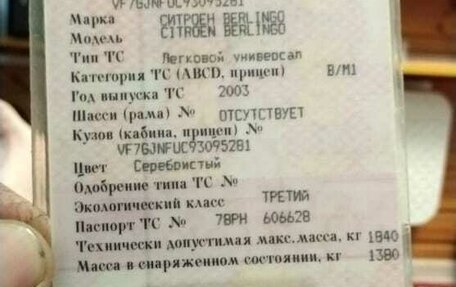 VF7GJNFUC93095281
Марка СИТРОЕН BERLINGO
Модель CITROEN BERLINGO
Тип ТС Легковой универсал
Категория ТС (ABCD, прицеп) B/M1
Год выпуска ТС 2003
Шасси (рама) № ОТСУТСТВУЕТ
Кузов (кабина, прицеп) №
VF7GJNFUC93095281
Цвет Серебристый
Одобрение типа ТС №
Экологический класс ТРЕТИЙ
Паспорт ТС № 78РН 606628
Технически допустимая макс.масса, кг 1840
Масса в снаряженном состоянии, кг 1380